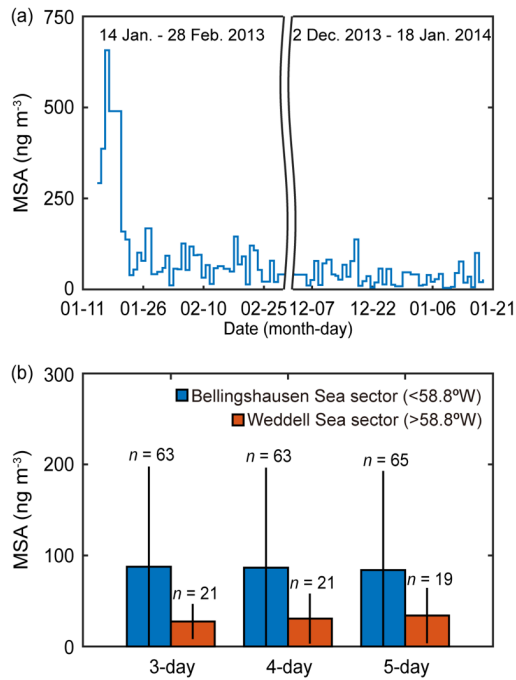 (a)
750
500
250
0
MSA (ng m⁻³)
14 Jan. - 28 Feb. 2013
2 Dec. 2013 - 18 Jan. 2014
01-11 01-26 02-10 02-25 12-07 12-22 01-06 01-21
Date (month-day)
(b)
300
200
100
0
MSA (ng m⁻³)
Bellingshausen Sea sector (<58.8ºW)
Weddell Sea sector (>58.8ºW)
n = 63 n = 63 n = 65
n = 21 n = 21 n = 19
3-day 4-day 5-day